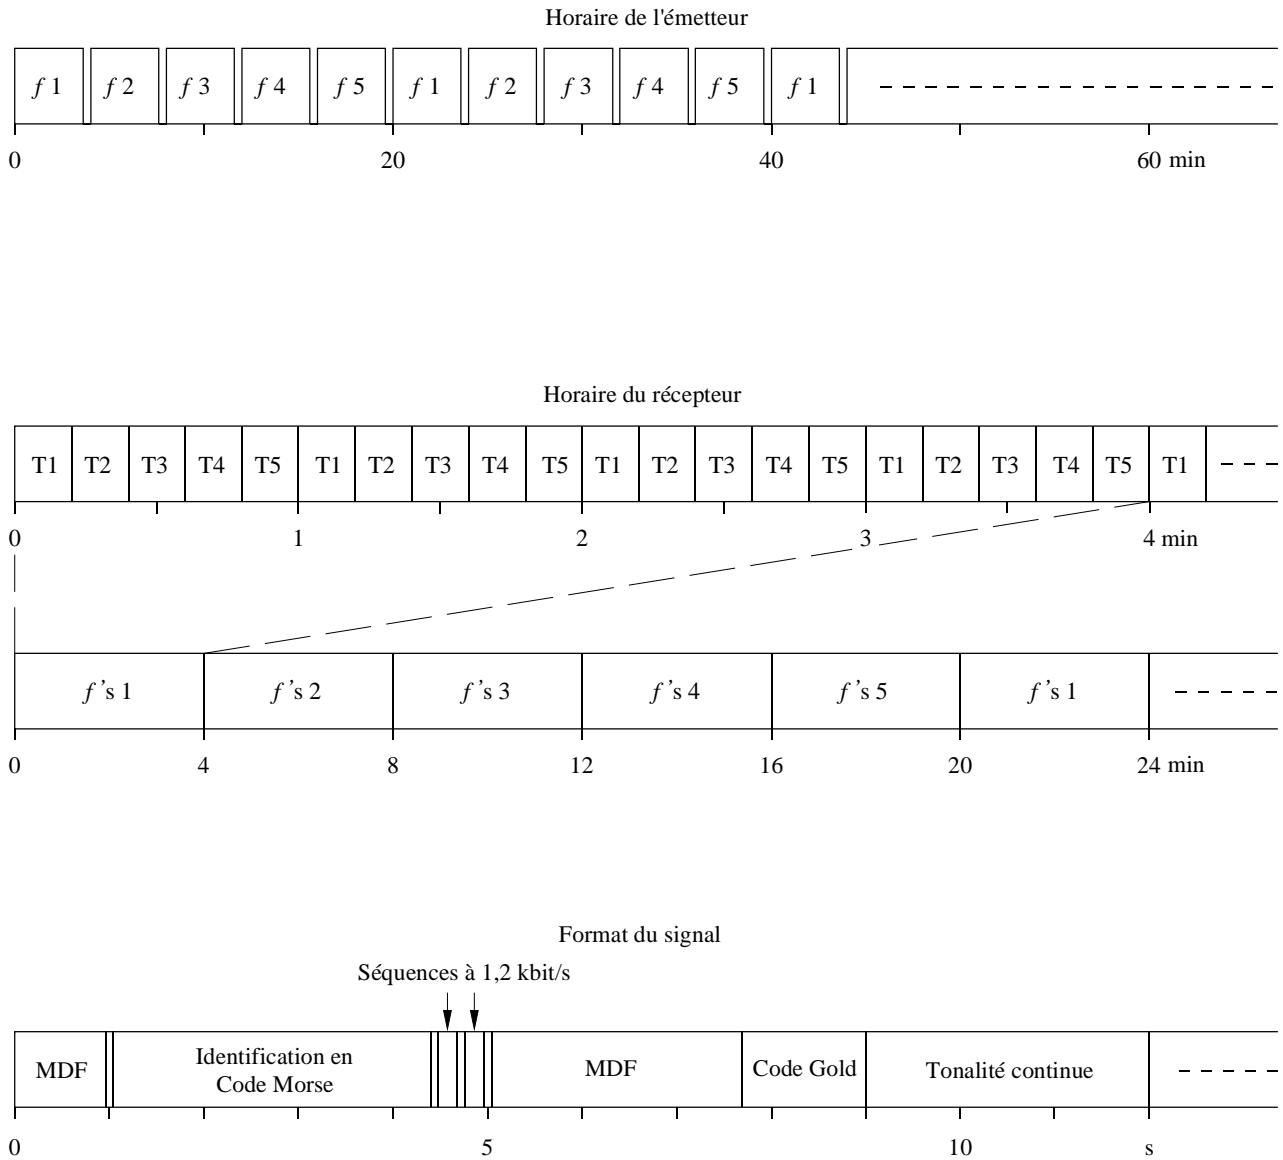 Horaire de l'émetteur
f 1 f 2 f 3 f 4 f 5 f 1 f 2 f 3 f 4 f 5 f 1
0 20 40 60 min
Horaire du récepteur
T1 T2 T3 T4 T5 T1 T2 T3 T4 T5 T1 T2 T3 T4 T5 T1 T2 T3 T4 T5 T1
0 1 2 3 4 min
f 's 1 f 's 2 f 's 3 f 's 4 f 's 5 f 's 1
0 4 8 12 16 20 24 min
Format du signal
Séquences à 1,2 kbit/s
MDF Identification en Code Morse MDF Code Gold Tonalité continue
0 5 10 s